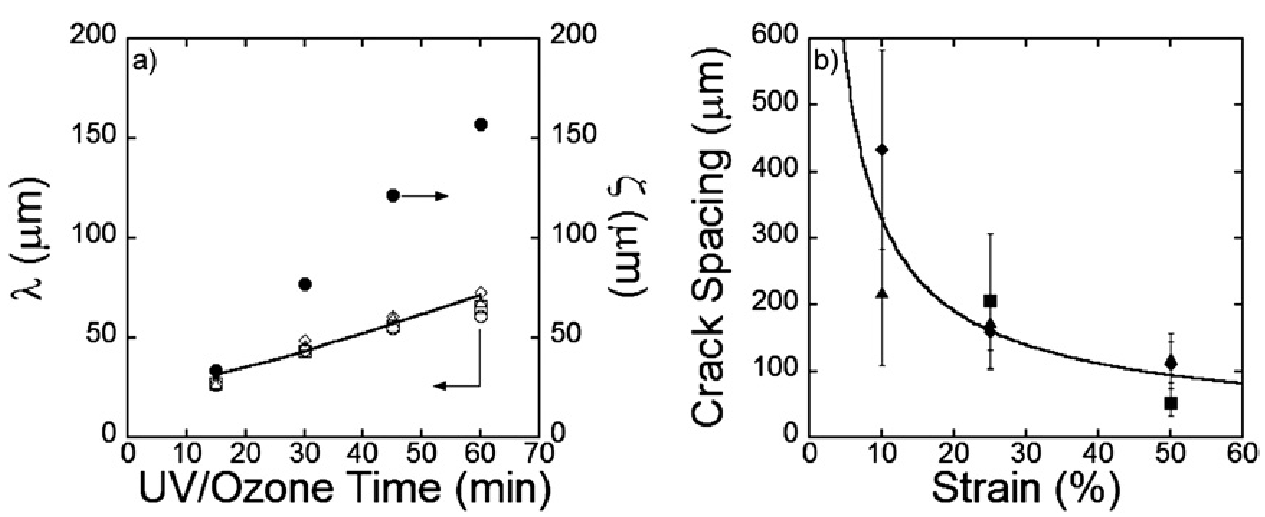 a)
200
150
100
50
0
λ (μm)
200
150
100
50
0
ζ (μm)
0 10 20 30 40 50 60 70
UV/Ozone Time (min)
b)
600
500
400
300
200
100
0
Crack Spacing (μm)
0 10 20 30 40 50 60
Strain (%)